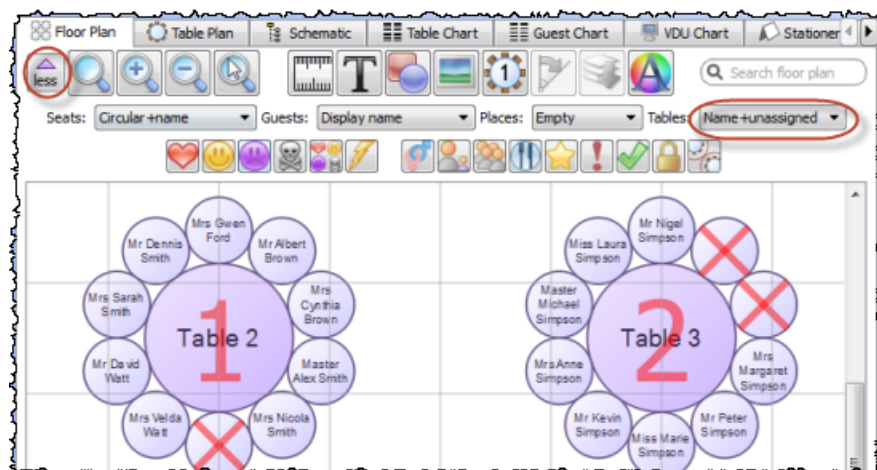 Floor Plan Table Plan Schematic Table Chart Guest Chart VDU Chart Stationer
less T 1 A Search floor plan
Seats: Circular +name Guests: Display name Places: Empty Tables: Name +unassigned
Mrs Gwen
Ford
Mr Dennis
Smith
Mr Albert
Brown
Mrs Sarah
Smith
Mrs
Cynthia
Brown
Table 2
1
Mr David
Watt
Master
Alex Smith
Mrs Velda
Watt
Mrs Nicola
Smith
Mr Nigel
Simpson
Miss Laura
Simpson
Master
Michael
Simpson
Table 3
2
Mrs Anne
Simpson
Mrs
Margaret
Simpson
Mr Kevin
Simpson
Mr Peter
Simpson
Miss Marie
Simpson